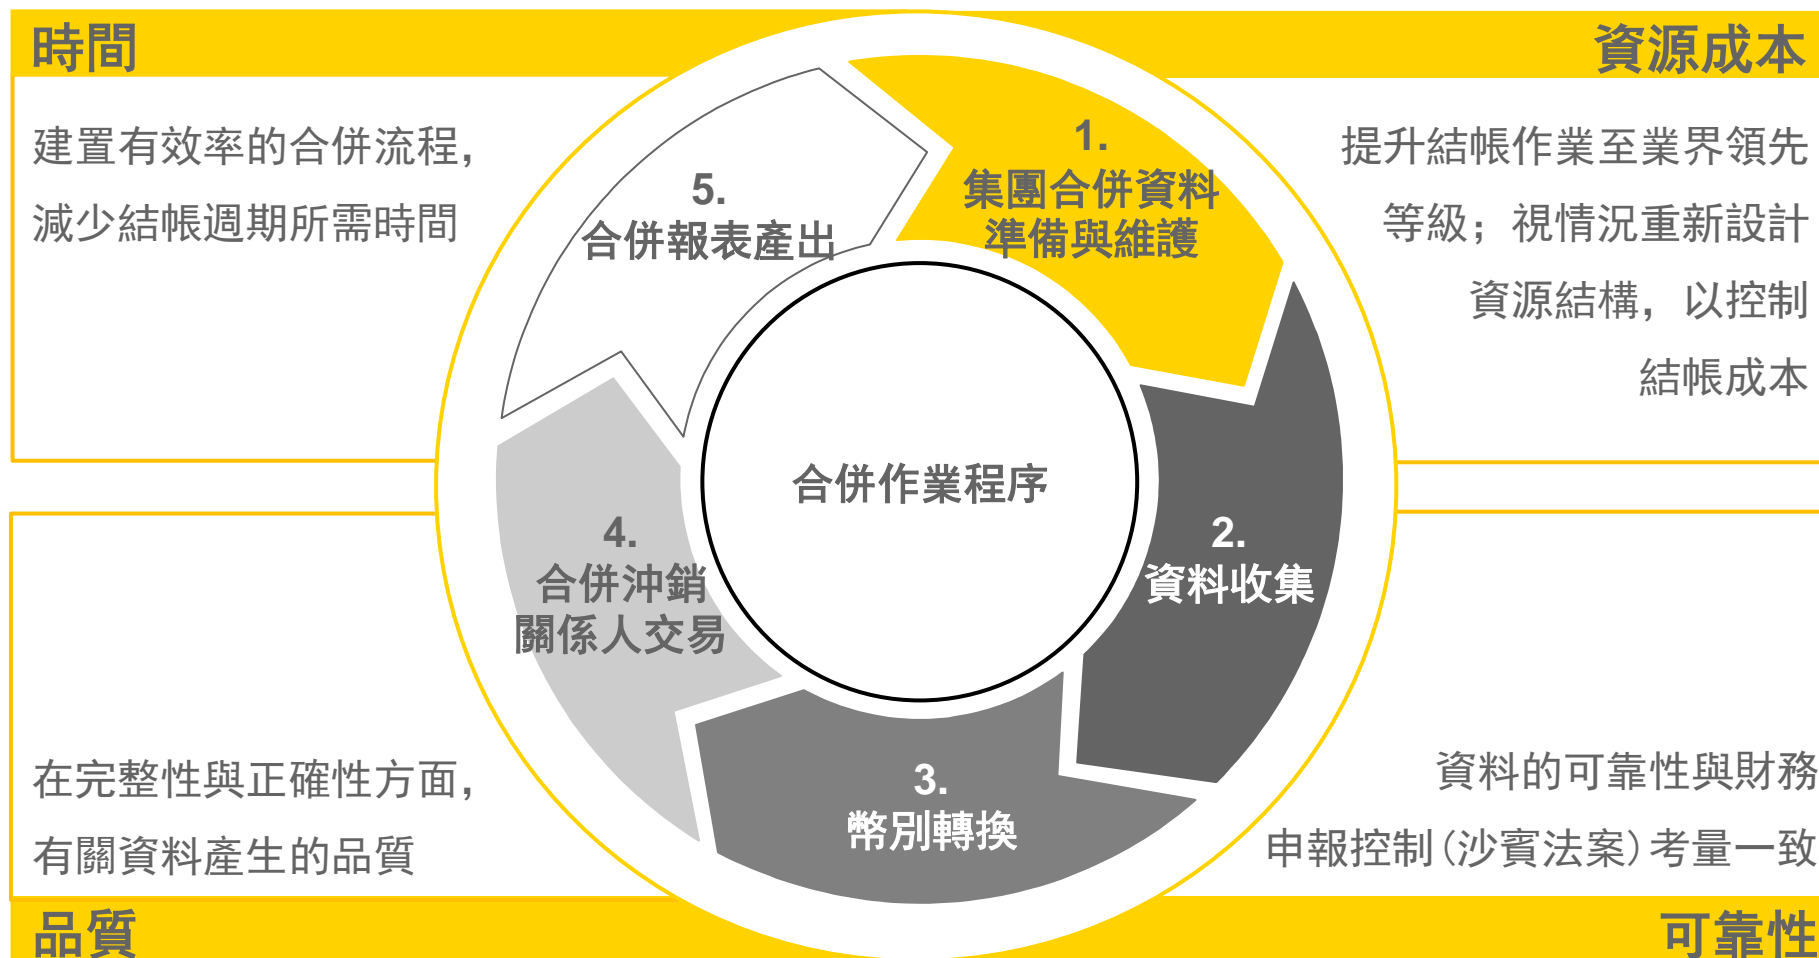 時間
建置有效率的合併流程，
減少結帳週期所需時間
資源成本
提升結帳作業至業界領先
等級；視情況重新設計
資源結構，以控制
結帳成本
1.
集團合併資料
準備與維護
2.
資料收集
3.
幣別轉換
4.
合併沖銷
關係人交易
5.
合併報表產出
合併作業程序
在完整性與正確性方面，
有關資料產生的品質
品質
資料的可靠性與財務
申報控制(沙賓法案)考量一致
可靠性